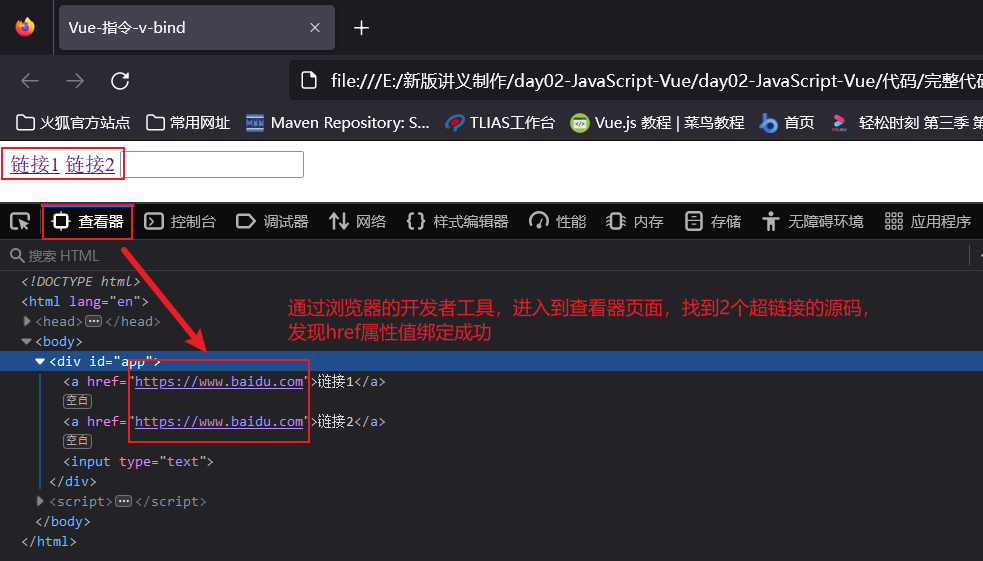 Vue-指令-v-bind
file:///E:/新版讲义制作/day02-JavaScript-Vue/day02-JavaScript-Vue/代码/完整代
火狐官方站点 常用网址 Maven Repository: S... TLIAS工作台 Vue.js 教程 | 菜鸟教程 首页 轻松时刻 第三季 第
链接1 链接2
查看器 控制台 调试器 网络 样式编辑器 性能 内存 存储 无障碍环境 应用程序
搜索 HTML
<!DOCTYPE html>
<html lang="en">
<head>...</head>
<body>
<div id="app">
<a href="https://www.baidu.com">链接1</a>
空白
<a href="https://www.baidu.com">链接2</a>
空白
<input type="text">
</div>
<script>...</script>
</body>
</html>
通过浏览器的开发者工具，进入到查看器页面，找到2个超链接的源码，
发现href属性值绑定成功